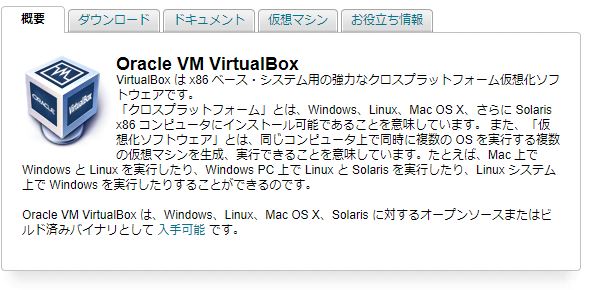 概要 ダウンロード ドキュメント 仮想マシン お役立ち情報
Oracle VM VirtualBox
VirtualBox は x86 ベース・システム用の強力なクロスプラットフォーム仮想化ソフ
トウェアです。
「クロスプラットフォーム」とは、Windows、Linux、Mac OS X、さらに Solaris
x86 コンピュータにインストール可能であることを意味しています。 また、「仮
想化ソフトウェア」とは、同じコンピュータ上で同時に複数の OS を実行する複数
の仮想マシンを生成、実行できることを意味しています。たとえば、Mac 上で
Windows と Linux を実行したり、Windows PC 上で Linux と Solaris を実行したり、Linux システム
上で Windows を実行したりすることができるのです。
Oracle VM VirtualBox は、Windows、Linux、Mac OS X、Solaris に対するオープンソースまたはビ
ルド済みバイナリとして 入手可能 です。
ORACLE
VirtualBox